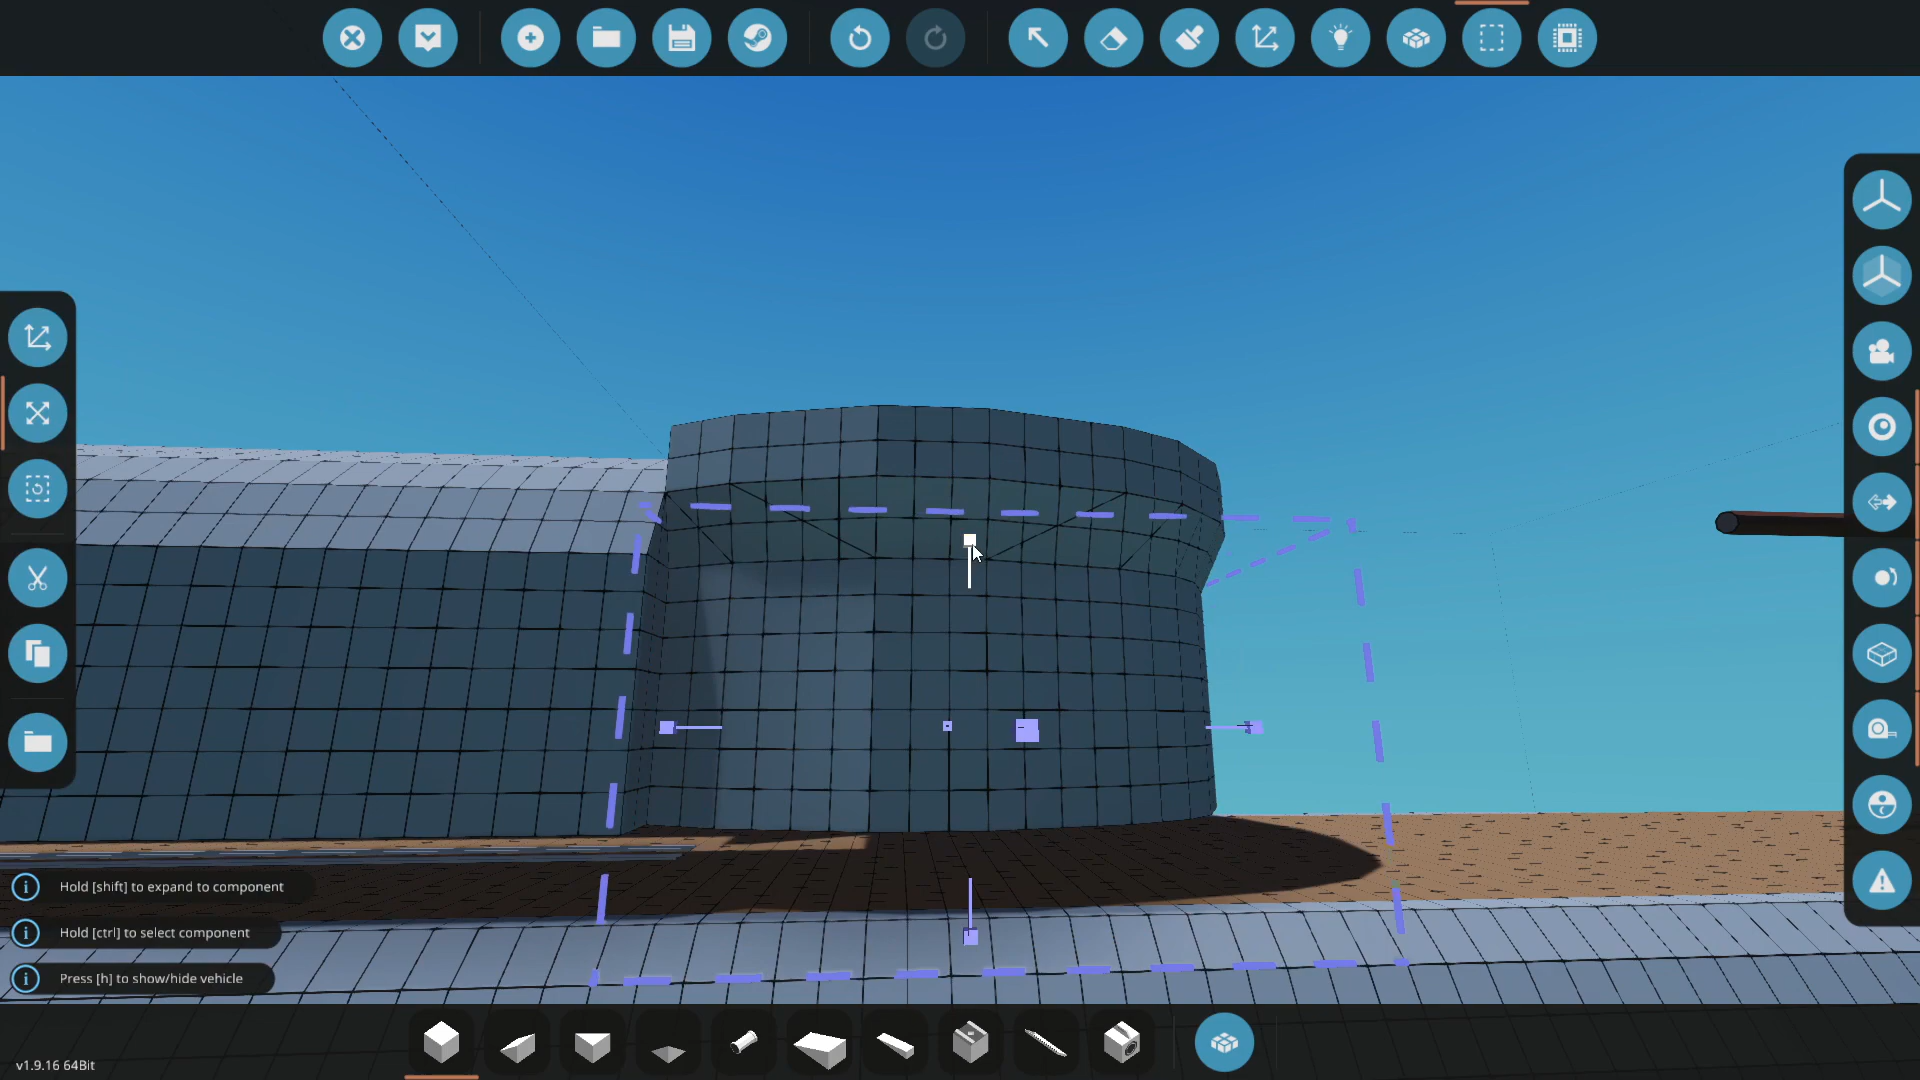 Hold [shift] to expand to component
Hold [ctrl] to select component
Press [h] to show/hide vehicle
v1.9.16 64Bit